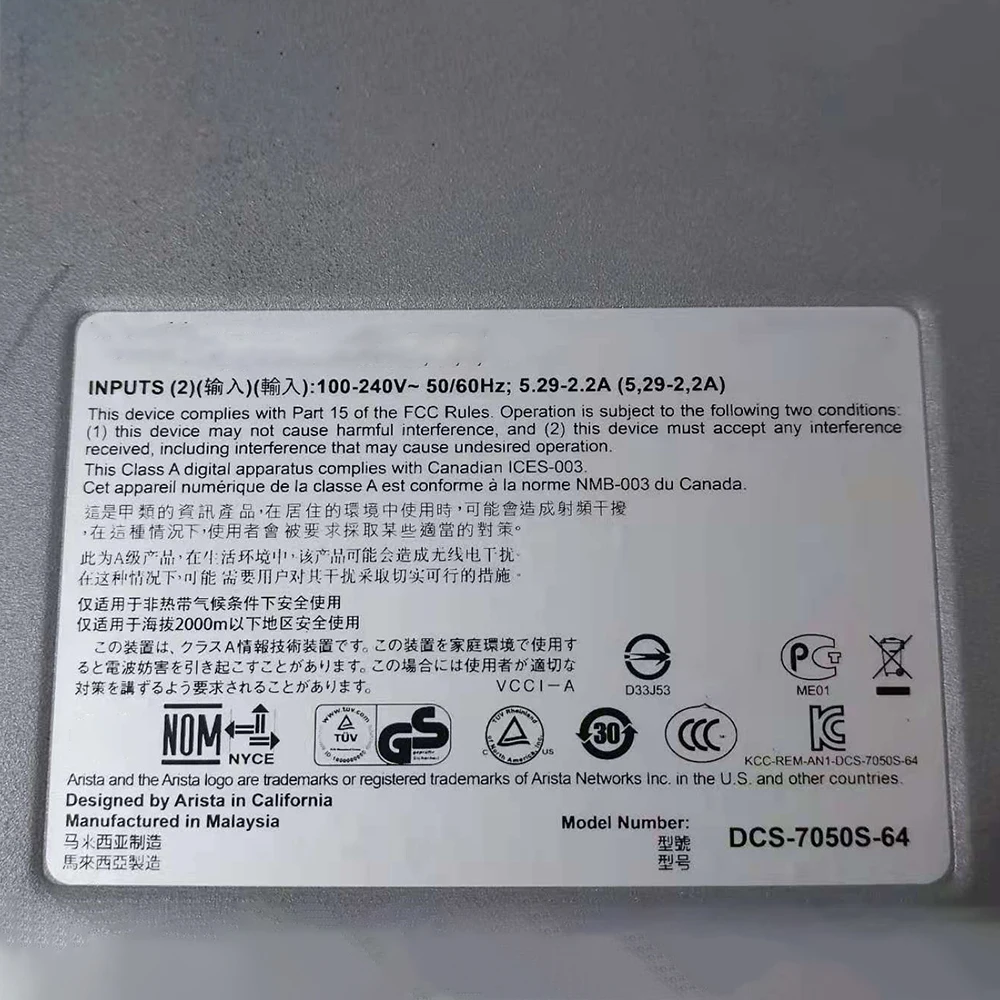 INPUTS (2)(输入)(輸入):100-240V~ 50/60Hz; 5.29-2.2A (5,29-2,2A)
This device complies with Part 15 of the FCC Rules. Operation is subject to the following two conditions:
(1) this device may not cause harmful interference, and (2) this device must accept any interference
received, including interference that may cause undesired operation.
This Class A digital apparatus complies with Canadian ICES-003.
Cet appareil numérique de la classe A est conforme à la norme NMB-003 du Canada.
這是甲類的資訊產品,在居住的環境中使用時,可能會造成射頻干擾
,在這種情況下,使用者會被要求採取某些適當的對策。
此为A级产品,在生活环境中,该产品可能会造成无线电干扰。
在这种情况下,可能需要用户对其干扰采取切实可行的措施。
仅适用于非热带气候条件下安全使用
仅适用于海拔2000m以下地区安全使用
この装置は、クラスA情報技術装置です。この装置を家庭環境で使用す
ると電波妨害を引き起こすことがあります。この場合には使用者が適切な
対策を講ずるよう要求されることがあります。 VCCI-A
D33J53
PCT
ME01
NOM
NYCE
www.tuv.com
TÜV
GS
geprüfte Sicherheit
TÜV Rheinland
of North America, Inc.
C US
30
CCC
KC
KCC-REM-AN1-DCS-7050S-64
Arista and the Arista logo are trademarks or registered trademarks of Arista Networks Inc. in the U.S. and other countries.
Designed by Arista in California
Manufactured in Malaysia
马来西亚制造
馬來西亞製造
Model Number:
型號
型号
DCS-7050S-64